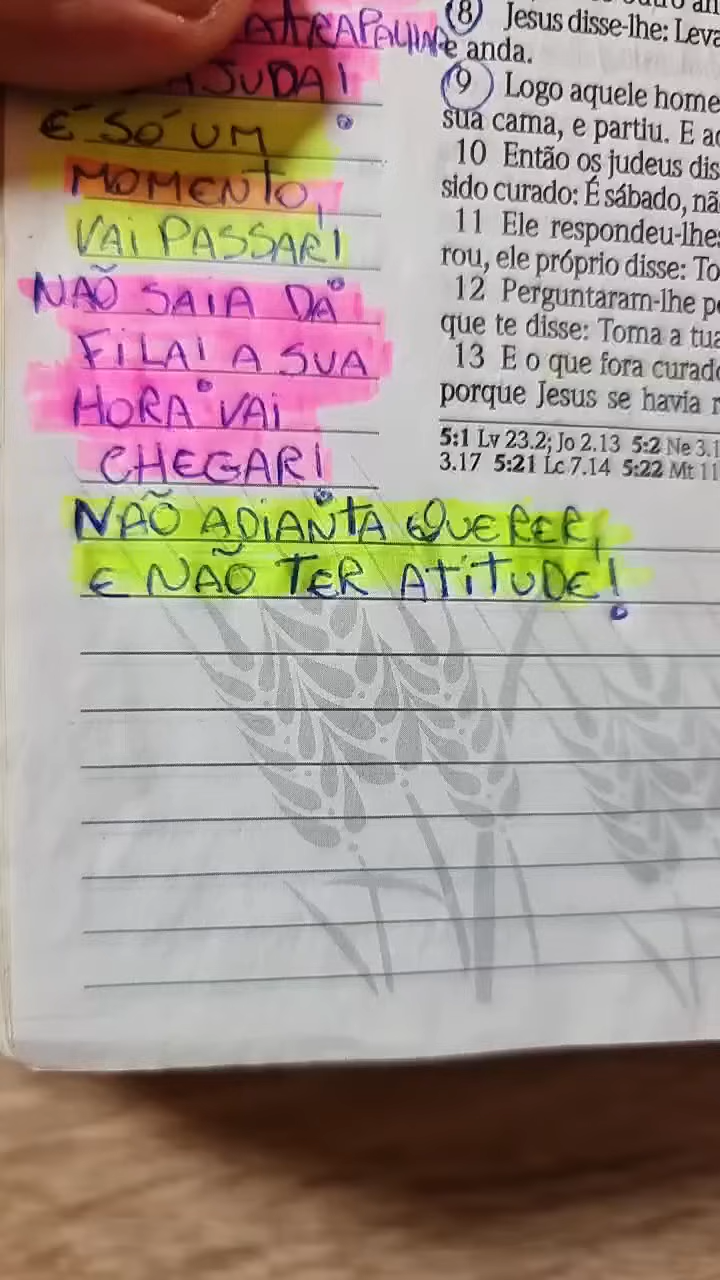 ATRAPALHAR
AJUDA!
É SÓ UM
MOMENTO,
VAI PASSAR!
NÃO SAIA DA
FILA! A SUA
HORA VAI
CHEGAR!
NÃO ADIANTA QUERER,
E NÃO TER ATITUDE!
8 Jesus disse-lhe: Leva
e anda.
9 Logo aquele home
sua cama, e partiu. E
10 Então os judeus dis
sido curado: É sábado, nã
11 Ele respondeu-lhe
rou, ele próprio disse: To
12 Perguntaram-lhe
que te disse: Toma a tua
13 E o que fora curad
porque Jesus se havia
5:1 Lv 23.2; Jo 2.13 5:2 Ne 3.1
3.17 5:21 Lc 7.14 5:22 Mt 11